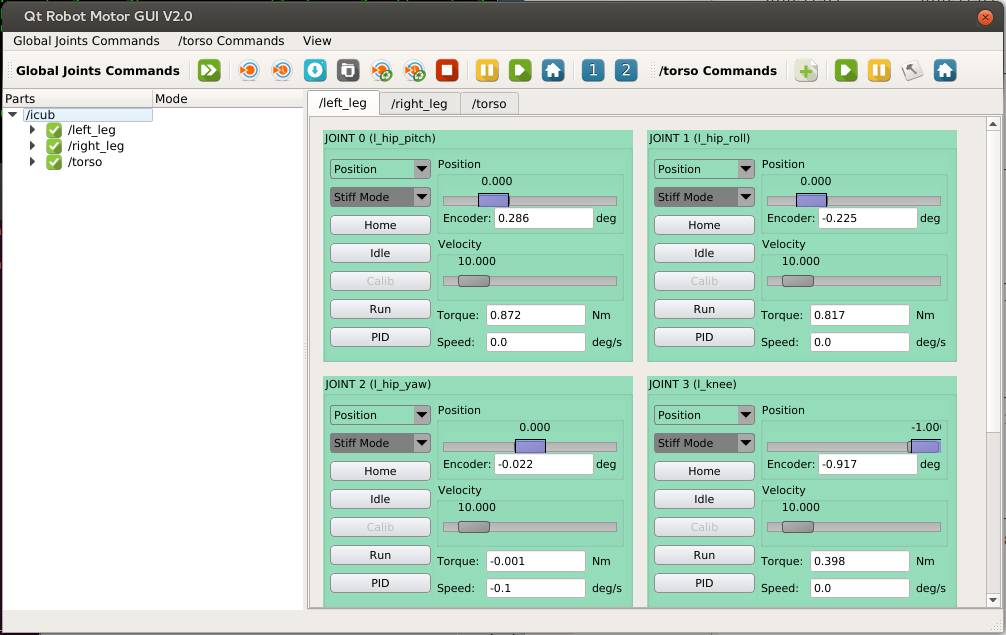 Qt Robot Motor GUI V2.0
Global Joints Commands /torso Commands View
Global Joints Commands 1 2 /torso Commands
Parts Mode
/icub
/left_leg
/right_leg
/torso
/left_leg /right_leg /torso
JOINT 0 (l_hip_pitch)
Position
Stiff Mode
Home
Idle
Calib
Run
PID
Position
0.000
Encoder: 0.286 deg
Velocity
10.000
Torque: 0.872 Nm
Speed: 0.0 deg/s
JOINT 1 (l_hip_roll)
Position
Stiff Mode
Home
Idle
Calib
Run
PID
Position
0.000
Encoder: -0.225 deg
Velocity
10.000
Torque: 0.817 Nm
Speed: 0.0 deg/s
JOINT 2 (l_hip_yaw)
Position
Stiff Mode
Home
Idle
Calib
Run
PID
Position
0.000
Encoder: -0.022 deg
Velocity
10.000
Torque: -0.001 Nm
Speed: -0.1 deg/s
JOINT 3 (l_knee)
Position
Stiff Mode
Home
Idle
Calib
Run
PID
Position
-1.00
Encoder: -0.917 deg
Velocity
10.000
Torque: 0.398 Nm
Speed: 0.0 deg/s